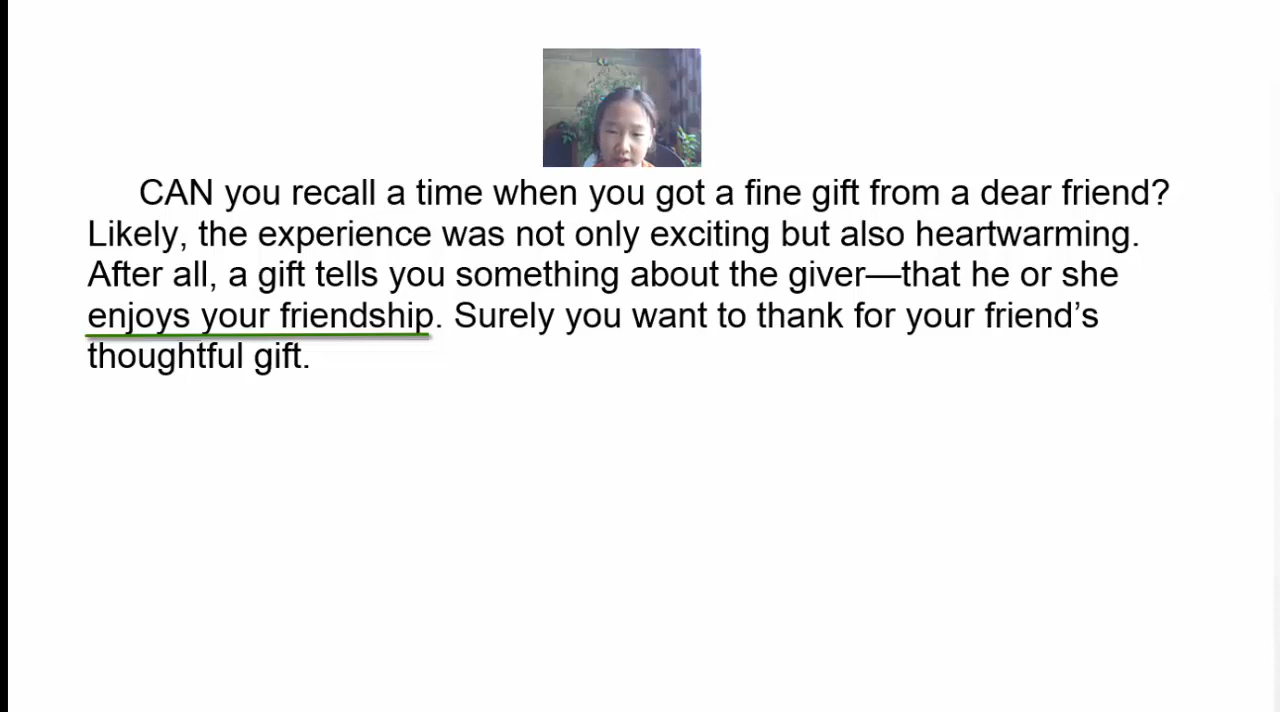 CAN you recall a time when you got a fine gift from a dear friend?
Likely, the experience was not only exciting but also heartwarming.
After all, a gift tells you something about the giver—that he or she
enjoys your friendship. Surely you want to thank for your friend’s
thoughtful gift.